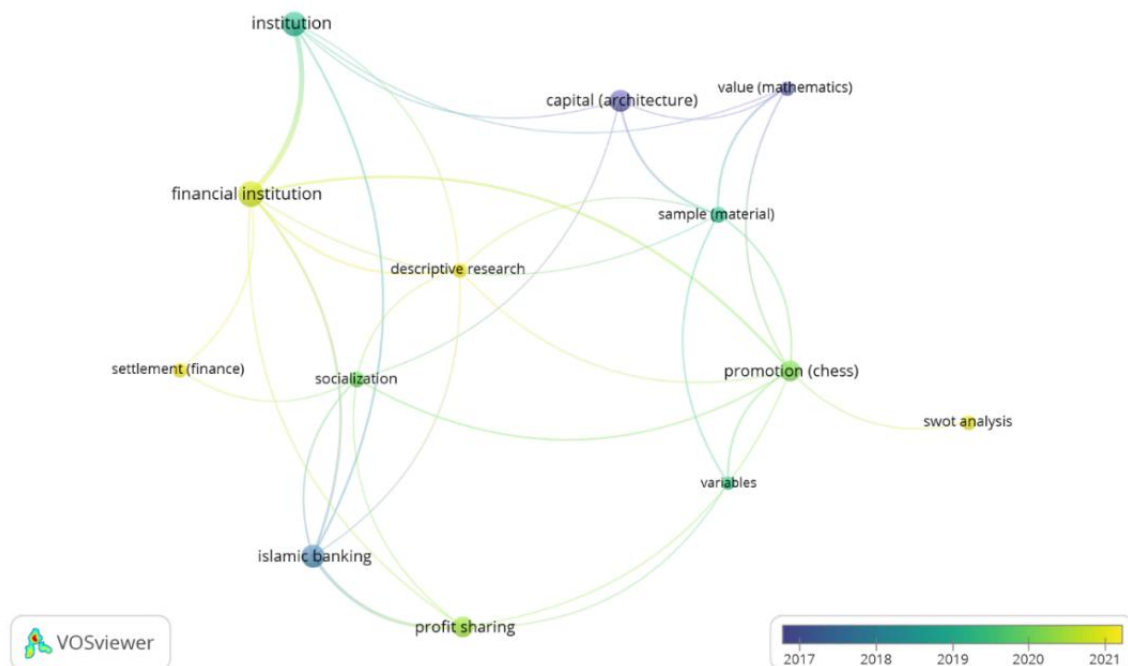 institution
value (mathematics)
capital (architecture)
financial institution
sample (material)
descriptive research
settlement (finance)
socialization
promotion (chess)
swot analysis
variables
islamic banking
profit sharing
VOSviewer
2017 2018 2019 2020 2021